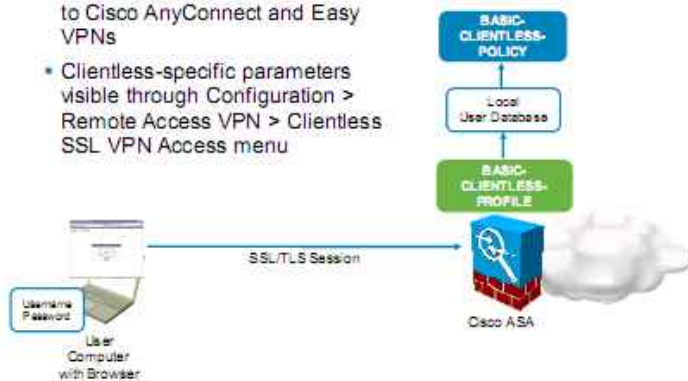 to Cisco AnyConnect and Easy
VPNs
• Clientless-specific parameters
visible through Configuration >
Remote Access VPN > Clientless
SSL VPN Access menu
BASIC-
CLIENTLESS-
POLICY
Local
User Database
BASIC-
CLIENTLESS-
PROFILE
SSL/TLS Session
Username
Password
User
Computer
with Browser
Cisco ASA